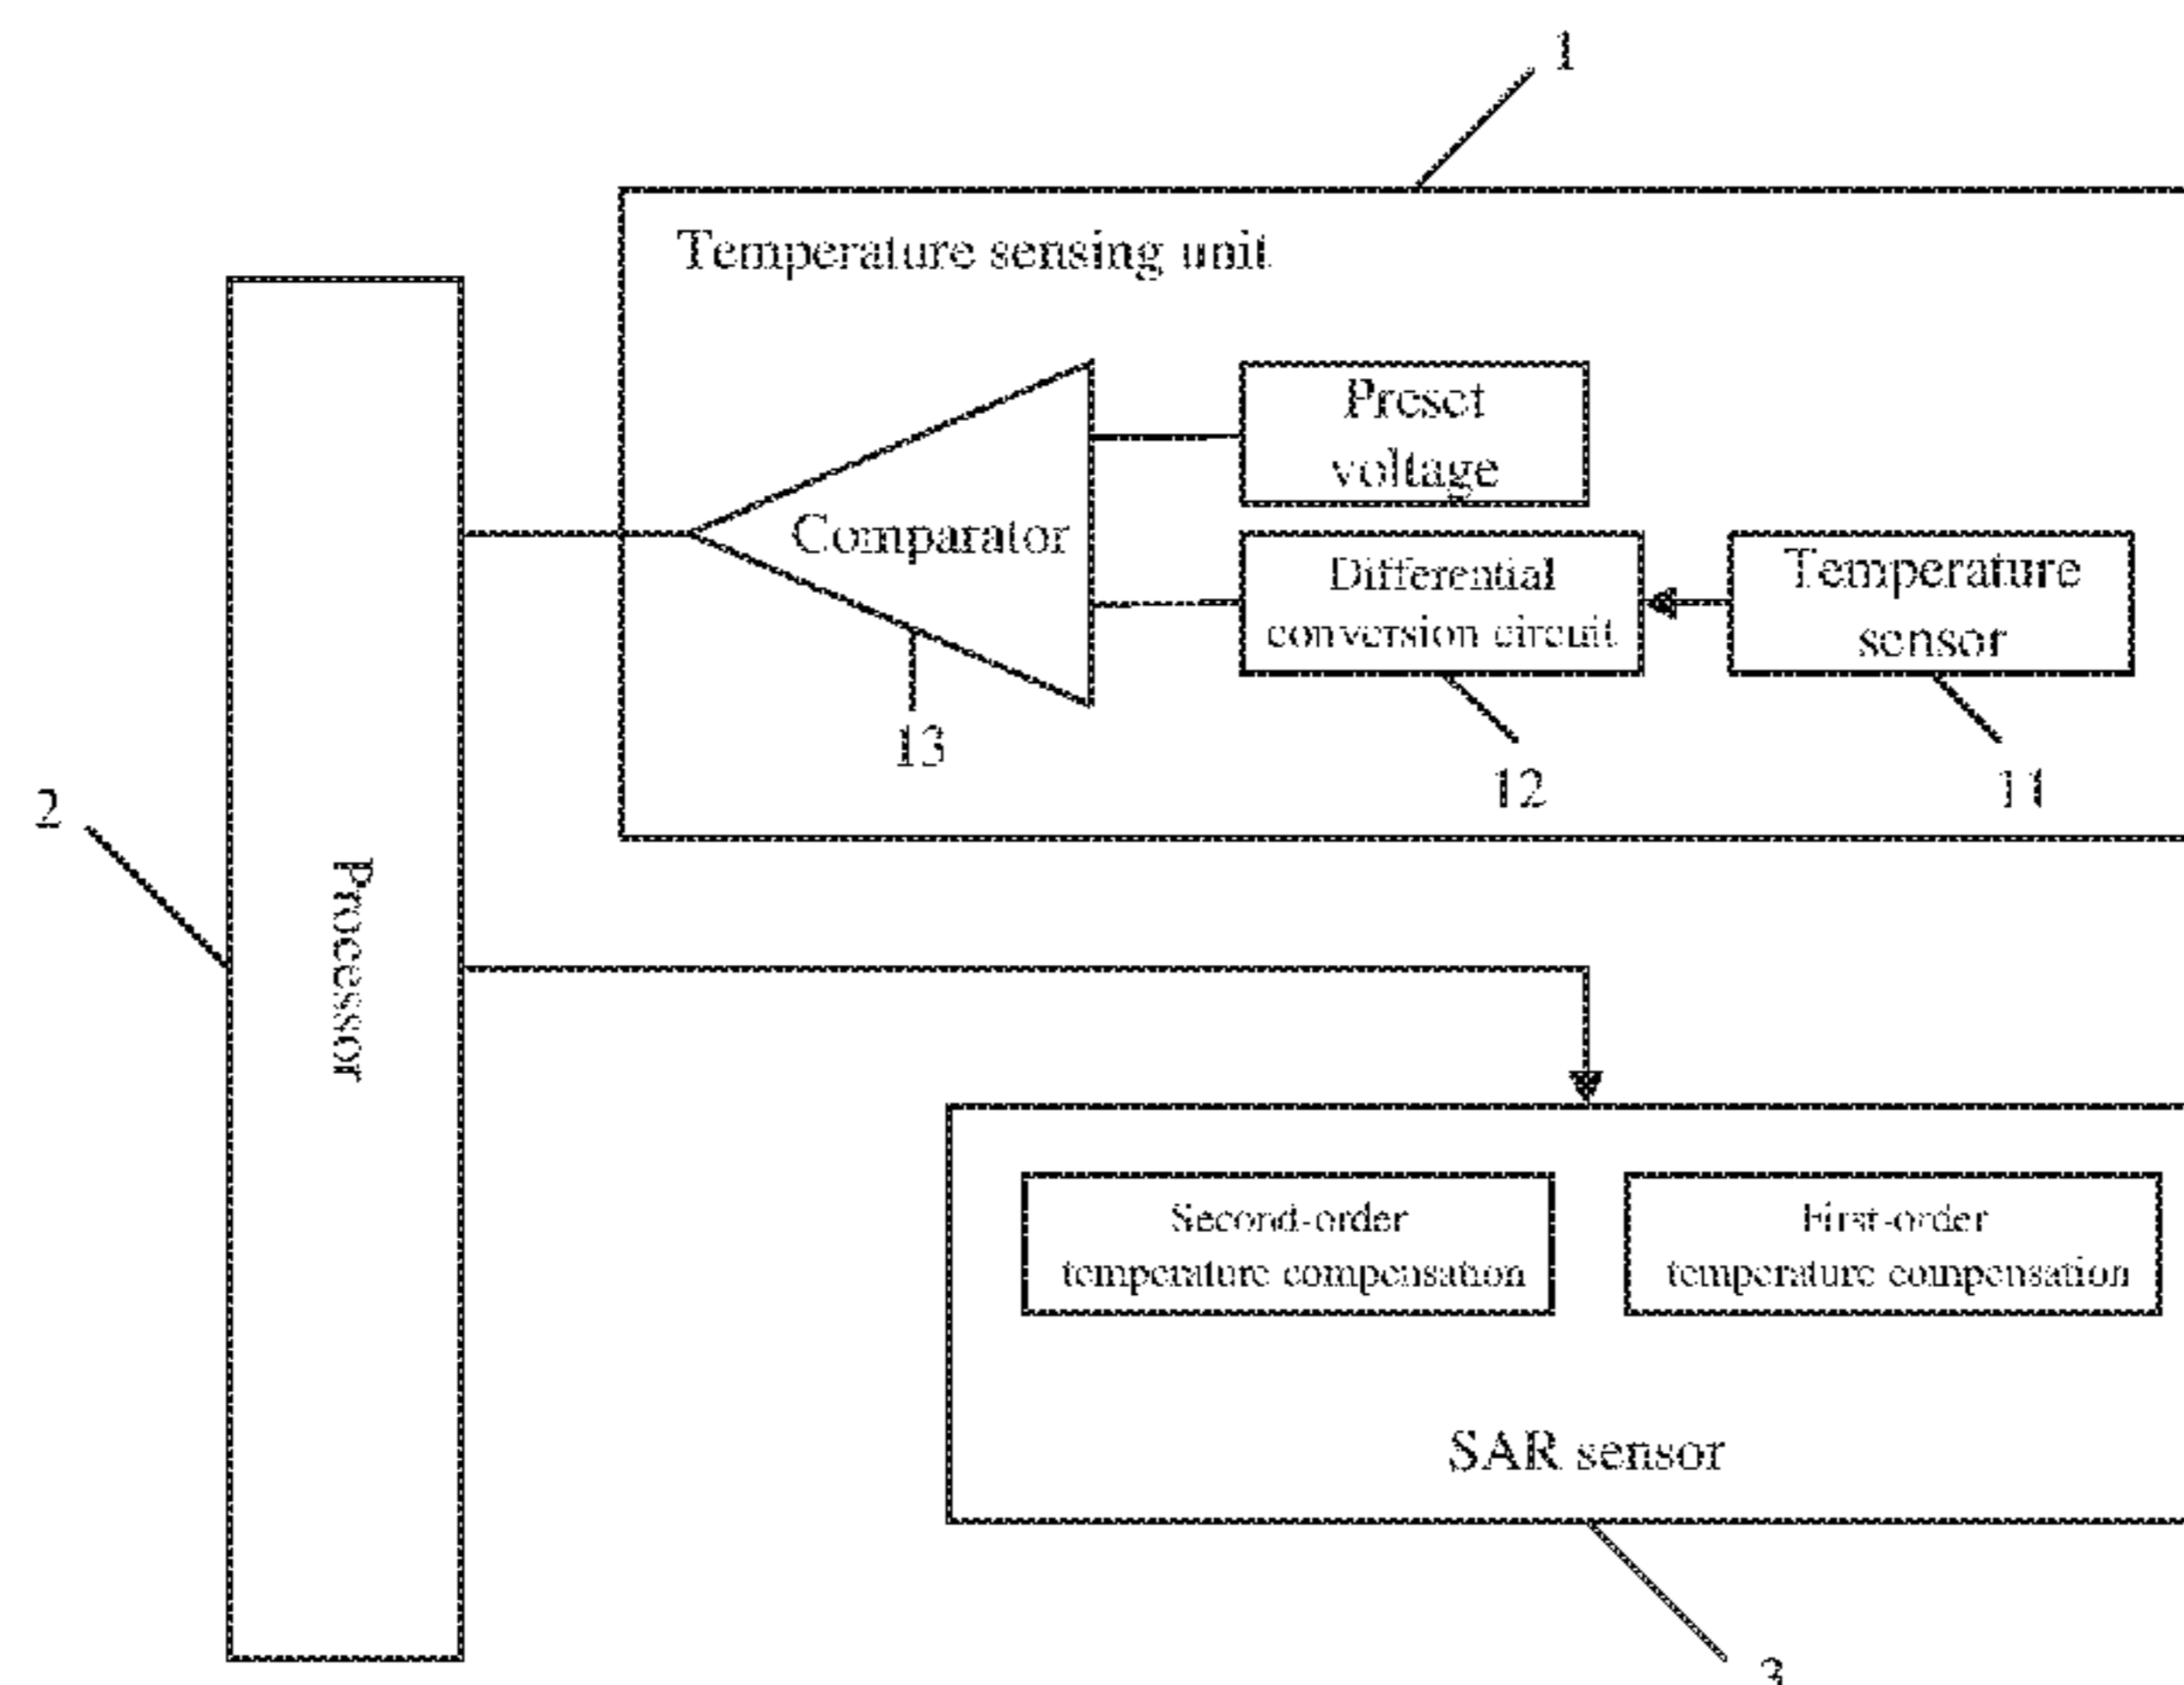 1
Temperature sensing unit
Preset
voltage
Comparator
Differential
conversion circuit
Temperature
sensor
13
12
11
2
Processor
Second-order
temperature compensation
First-order
temperature compensation
SAR sensor
3